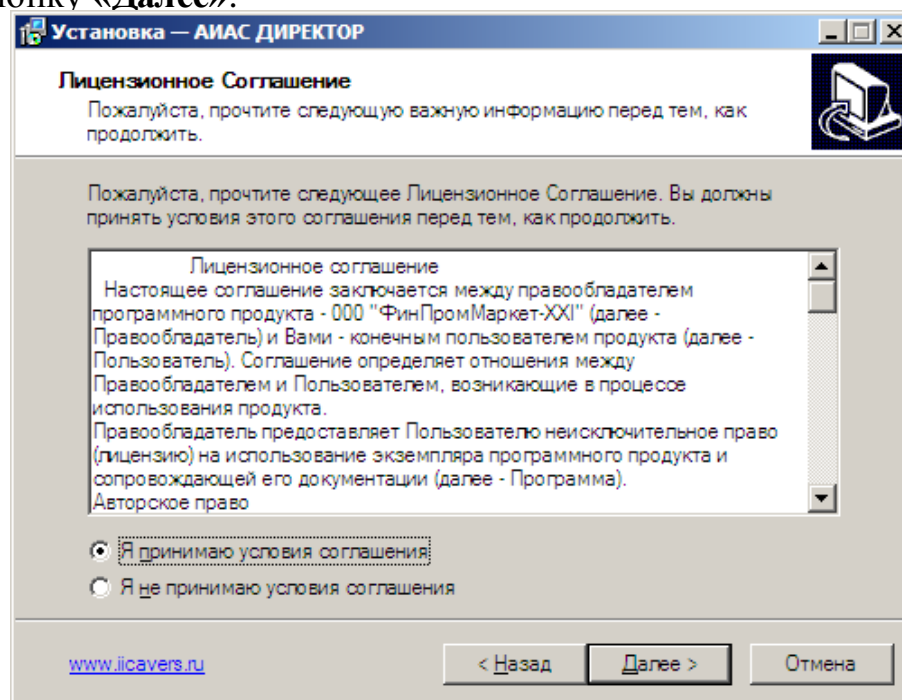 «Далее».
Установка — АИАС ДИРЕКТОР
Лицензионное Соглашение
Пожалуйста, прочтите следующую важную информацию перед тем, как
продолжить.
Пожалуйста, прочтите следующее Лицензионное Соглашение. Вы должны
принять условия этого соглашения перед тем, как продолжить.
Лицензионное соглашение
Настоящее соглашение заключается между правообладателем
программного продукта - ООО "ФинПромМаркет-XXI" (далее -
Правообладатель) и Вами - конечным пользователем продукта (далее -
Пользователь). Соглашение определяет отношения между
Правообладателем и Пользователем, возникающие в процессе
использования продукта.
Правообладатель предоставляет Пользователю неисключительное право
(лицензию) на использование экземпляра программного продукта и
сопровождающей его документации (далее - Программа).
Авторское право
Я принимаю условия соглашения
Я не принимаю условия соглашения
www.iicavers.ru
< Назад
Далее >
Отмена